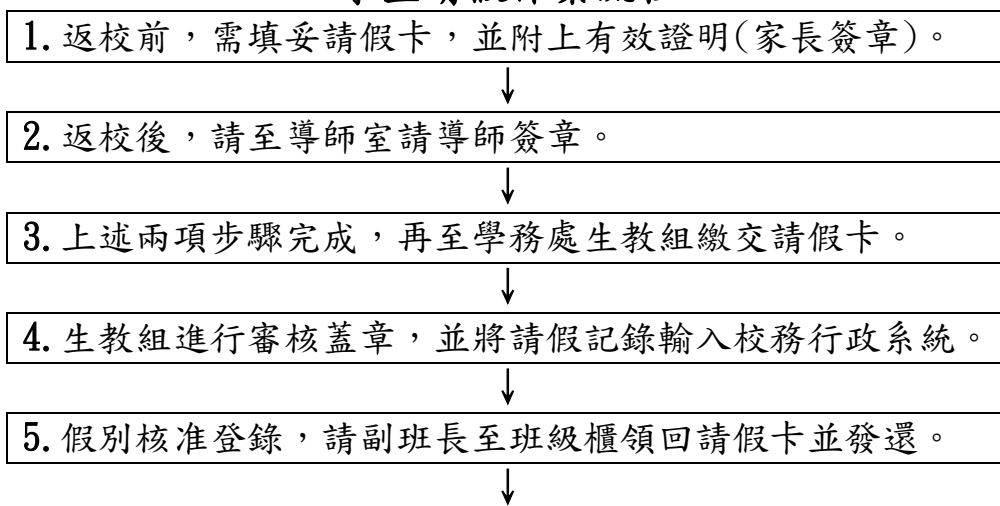 1. 返校前，需填妥請假卡，並附上有效證明(家長簽章)。
2. 返校後，請至導師室請導師簽章。
3. 上述兩項步驟完成，再至學務處生教組繳交請假卡。
4. 生教組進行審核蓋章，並將請假記錄輸入校務行政系統。
5. 假別核准登錄，請副班長至班級櫃領回請假卡並發還。